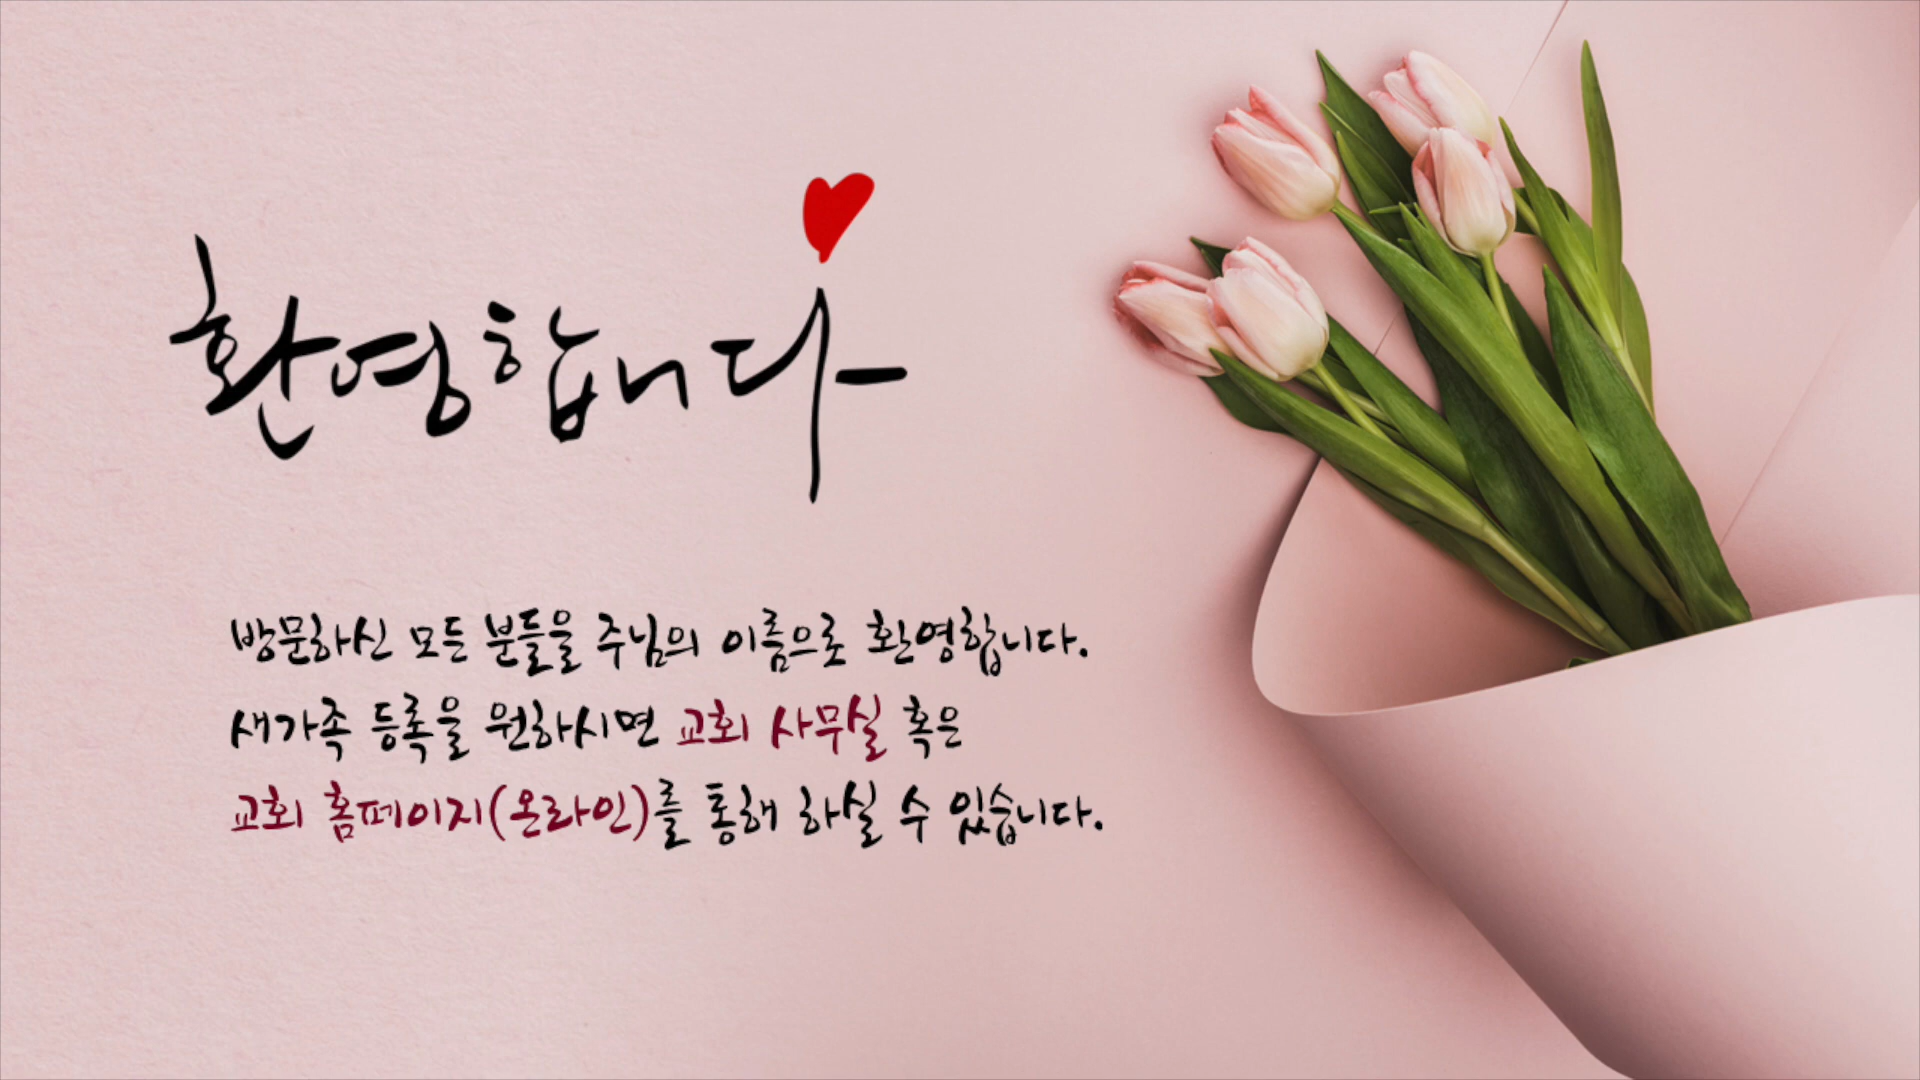 환영합니다
방문하신 모든 분들을 주님의 이름으로 환영합니다.
새가족 등록을 원하시면 교회 사무실 혹은
교회 홈페이지(온라인)를 통해 하실 수 있습니다.